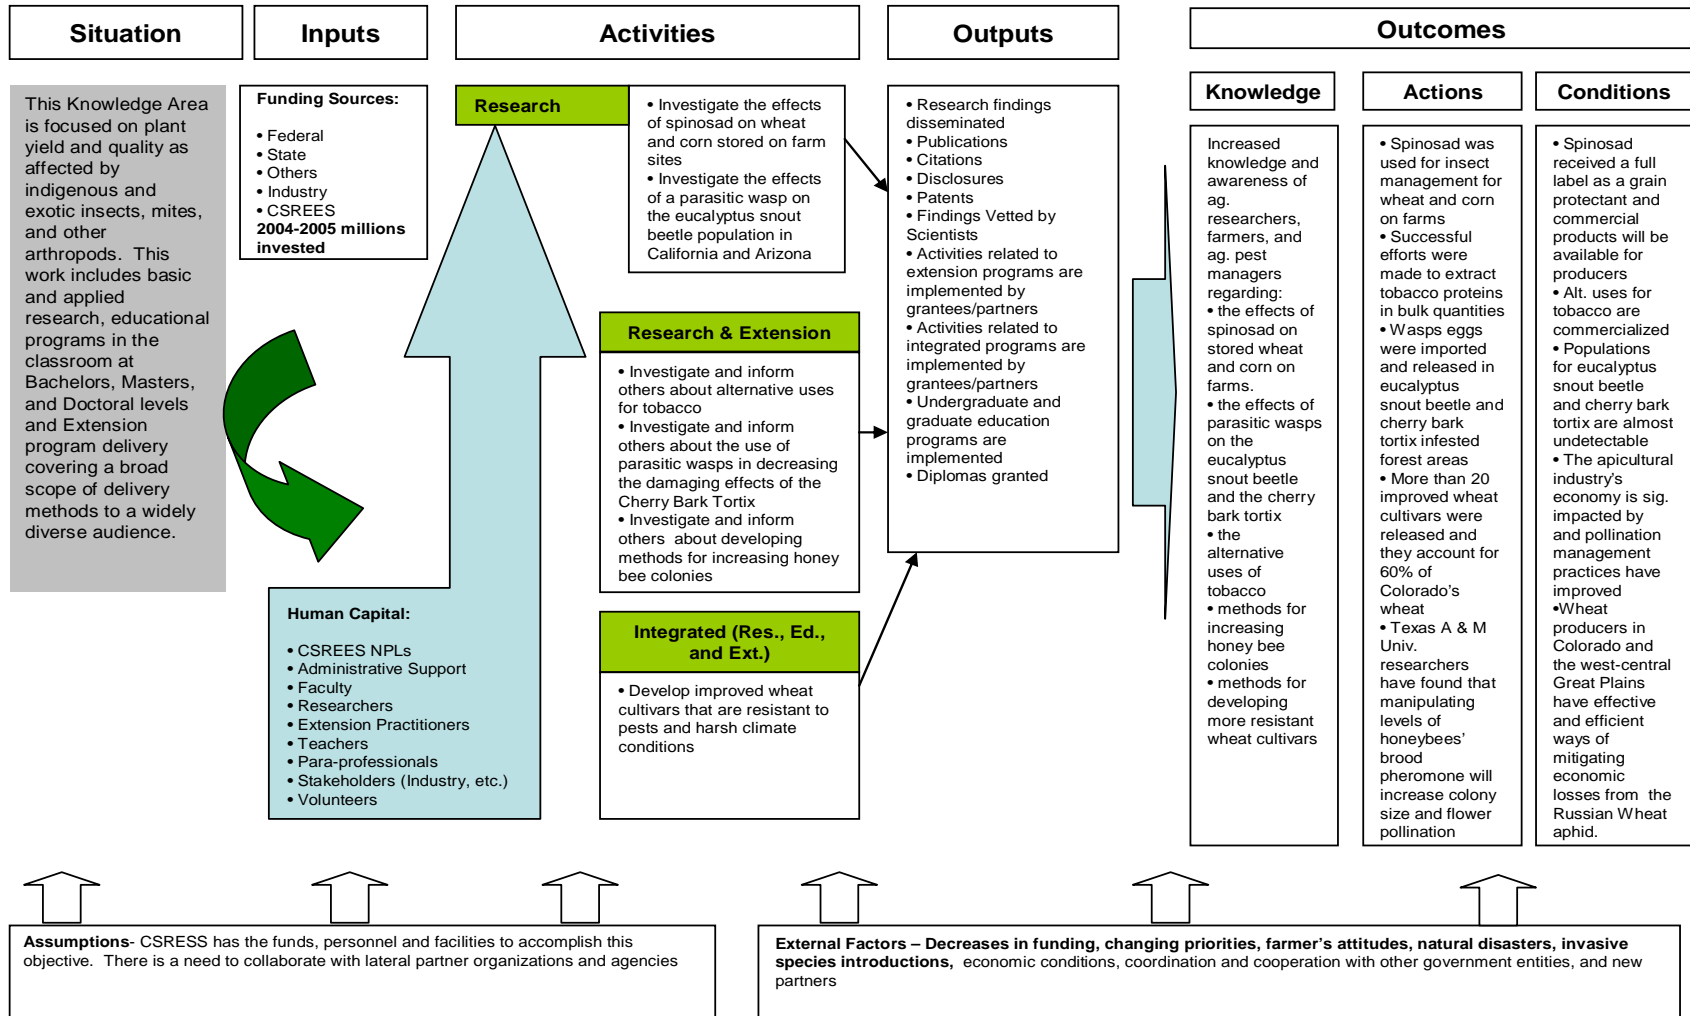 Situation
Inputs
Activities
Outputs
Outcomes
Knowledge
Actions
Conditions
This Knowledge Area
is focused on plant
yield and quality as
affected by
indigenous and
exotic insects, mites,
and other
arthropods. This
work includes basic
and applied
research, educational
programs in the
classroom at
Bachelors, Masters,
and Doctoral levels
and Extension
program delivery
covering a broad
scope of delivery
methods to a widely
diverse audience.
Funding Sources:
• Federal
• State
• Others
• Industry
• CSREES
2004-2005 millions
invested
Human Capital:
• CSREES NPLs
• Administrative Support
• Faculty
• Researchers
• Extension Practitioners
• Teachers
• Para-professionals
• Stakeholders (Industry, etc.)
• Volunteers
Research
• Investigate the effects
of spinosad on wheat
and corn stored on farm
sites
• Investigate the effects
of a parasitic wasp on
the eucalyptus snout
beetle population in
California and Arizona
Research & Extension
• Investigate and inform
others about alternative uses
for tobacco
• Investigate and inform
others about the use of
parasitic wasps in decreasing
the damaging effects of the
Cherry Bark Tortix
• Investigate and inform
others about developing
methods for increasing honey
bee colonies
Integrated (Res., Ed.,
and Ext.)
• Develop improved wheat
cultivars that are resistant to
pests and harsh climate
conditions
• Research findings
disseminated
• Publications
• Citations
• Disclosures
• Patents
• Findings Vetted by
Scientists
• Activities related to
extension programs are
implemented by
grantees/partners
• Activities related to
integrated programs are
implemented by
grantees/partners
• Undergraduate and
graduate education
programs are
implemented
• Diplomas granted
Increased
knowledge and
awareness of
ag.
researchers,
farmers, and
ag. pest
managers
regarding:
• the effects of
spinosad on
stored wheat
and corn on
farms.
• the effects of
parasitic wasps
on the
eucalyptus
snout beetle
and the cherry
bark tortix
• the
alternative
uses of
tobacco
• methods for
increasing
honey bee
colonies
• methods for
developing
more resistant
wheat cultivars
• Spinosad was
used for insect
management for
wheat and corn
on farms
• Successful
efforts were
made to extract
tobacco proteins
in bulk quantities
• Wasps eggs
were imported
and released in
eucalyptus
snout beetle and
cherry bark
tortix infested
forest areas
• More than 20
improved wheat
cultivars were
released and
they account for
60% of
Colorado's
wheat
• Texas A & M
Univ.
researchers
have found that
manipulating
levels of
honeybees'
brood
pheromone will
increase colony
size and flower
pollination
• Spinosad
received a full
label as a grain
protectant and
commercial
products will be
available for
producers
• Alt. uses for
tobacco are
commercialized
• Populations
for eucalyptus
snout beetle
and cherry bark
tortix are almost
undetectable
• The apicultural
industry's
economy is sig.
impacted by
and pollination
management
practices have
improved
•Wheat
producers in
Colorado and
the west-central
Great Plains
have effective
and efficient
ways of
mitigating
economic
losses from the
Russian Wheat
aphid.
Assumptions- CSRESS has the funds, personnel and facilities to accomplish this
objective. There is a need to collaborate with lateral partner organizations and agencies
External Factors – Decreases in funding, changing priorities, farmer's attitudes, natural disasters, invasive
species introductions, economic conditions, coordination and cooperation with other government entities, and new
partners